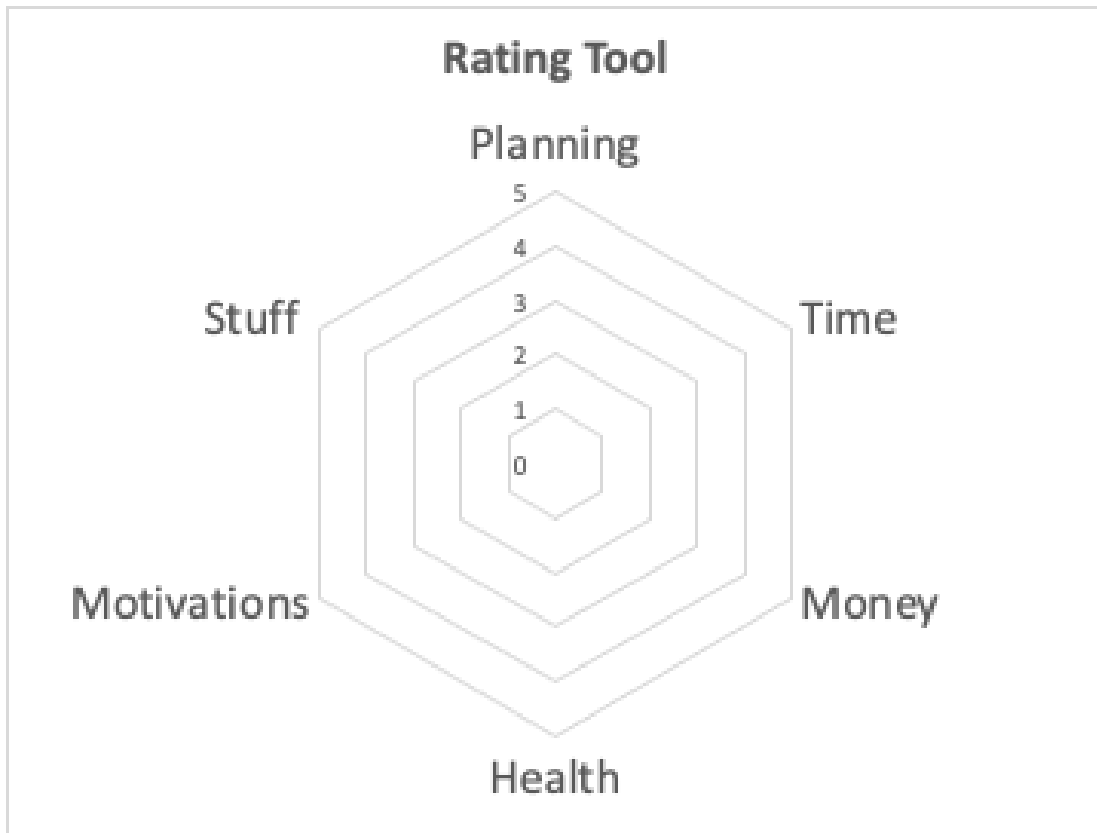 Rating Tool
Planning
5
4
Stuff
3
Time
2
1
0
Motivations
Money
Health